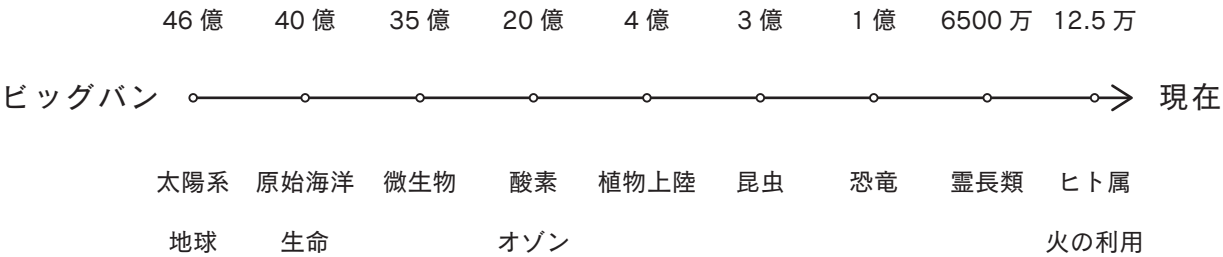 46 億 40 億 35 億 20 億 4 億 3 億 1 億 6500 万 12.5 万
ビッグバン 現在
太陽系 原始海洋 微生物 酸素 植物上陸 昆虫 恐竜 霊長類 ヒト属
地球 生命 オゾン 火の利用